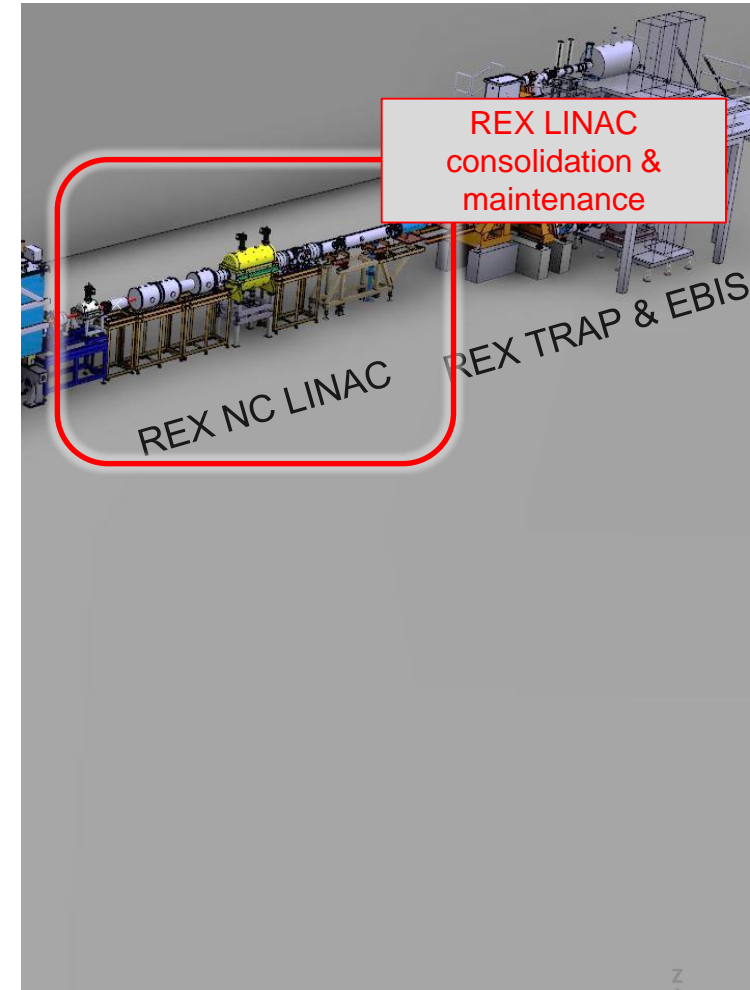 REX LINAC
consolidation &
maintenance
REX TRAP & EBIS
REX NC LINAC
Z